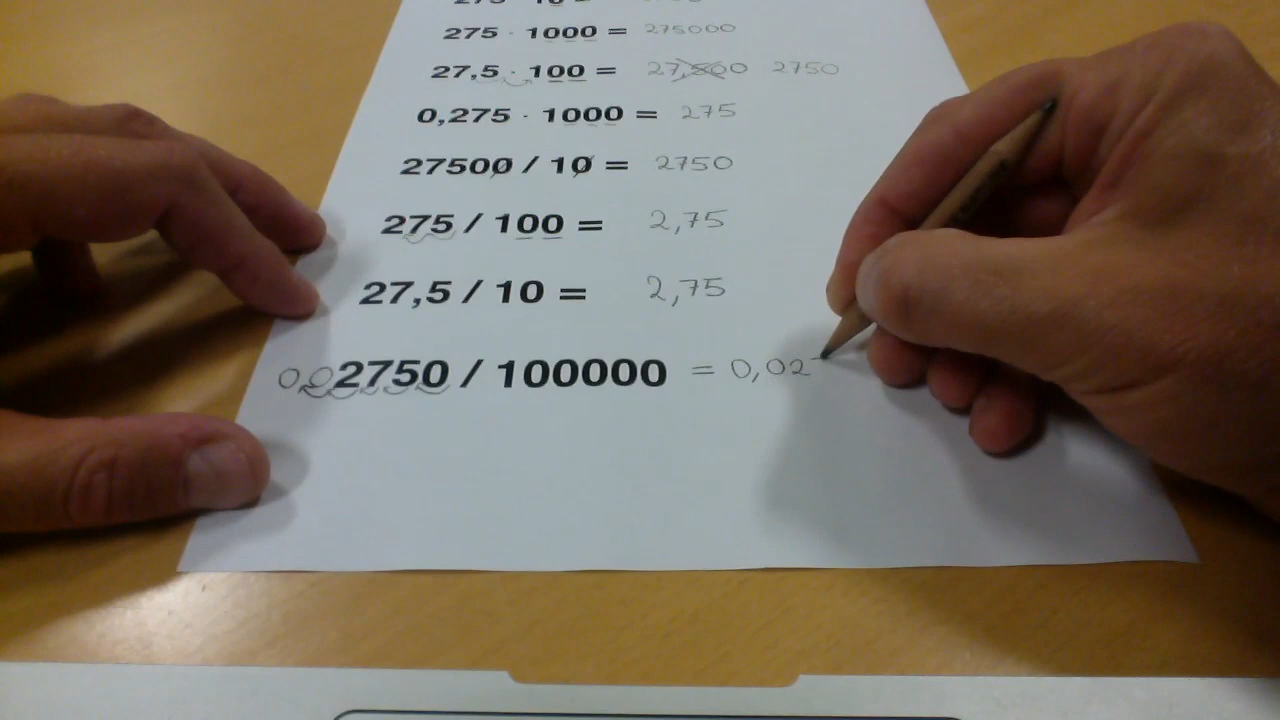 275 · 1000 = 275000
27,5 · 100 = 27,500 2750
0,275 · 1000 = 275
27500 / 10 = 2750
275 / 100 = 2,75
27,5 / 10 = 2,75
0,02750 / 100000 = 0,02